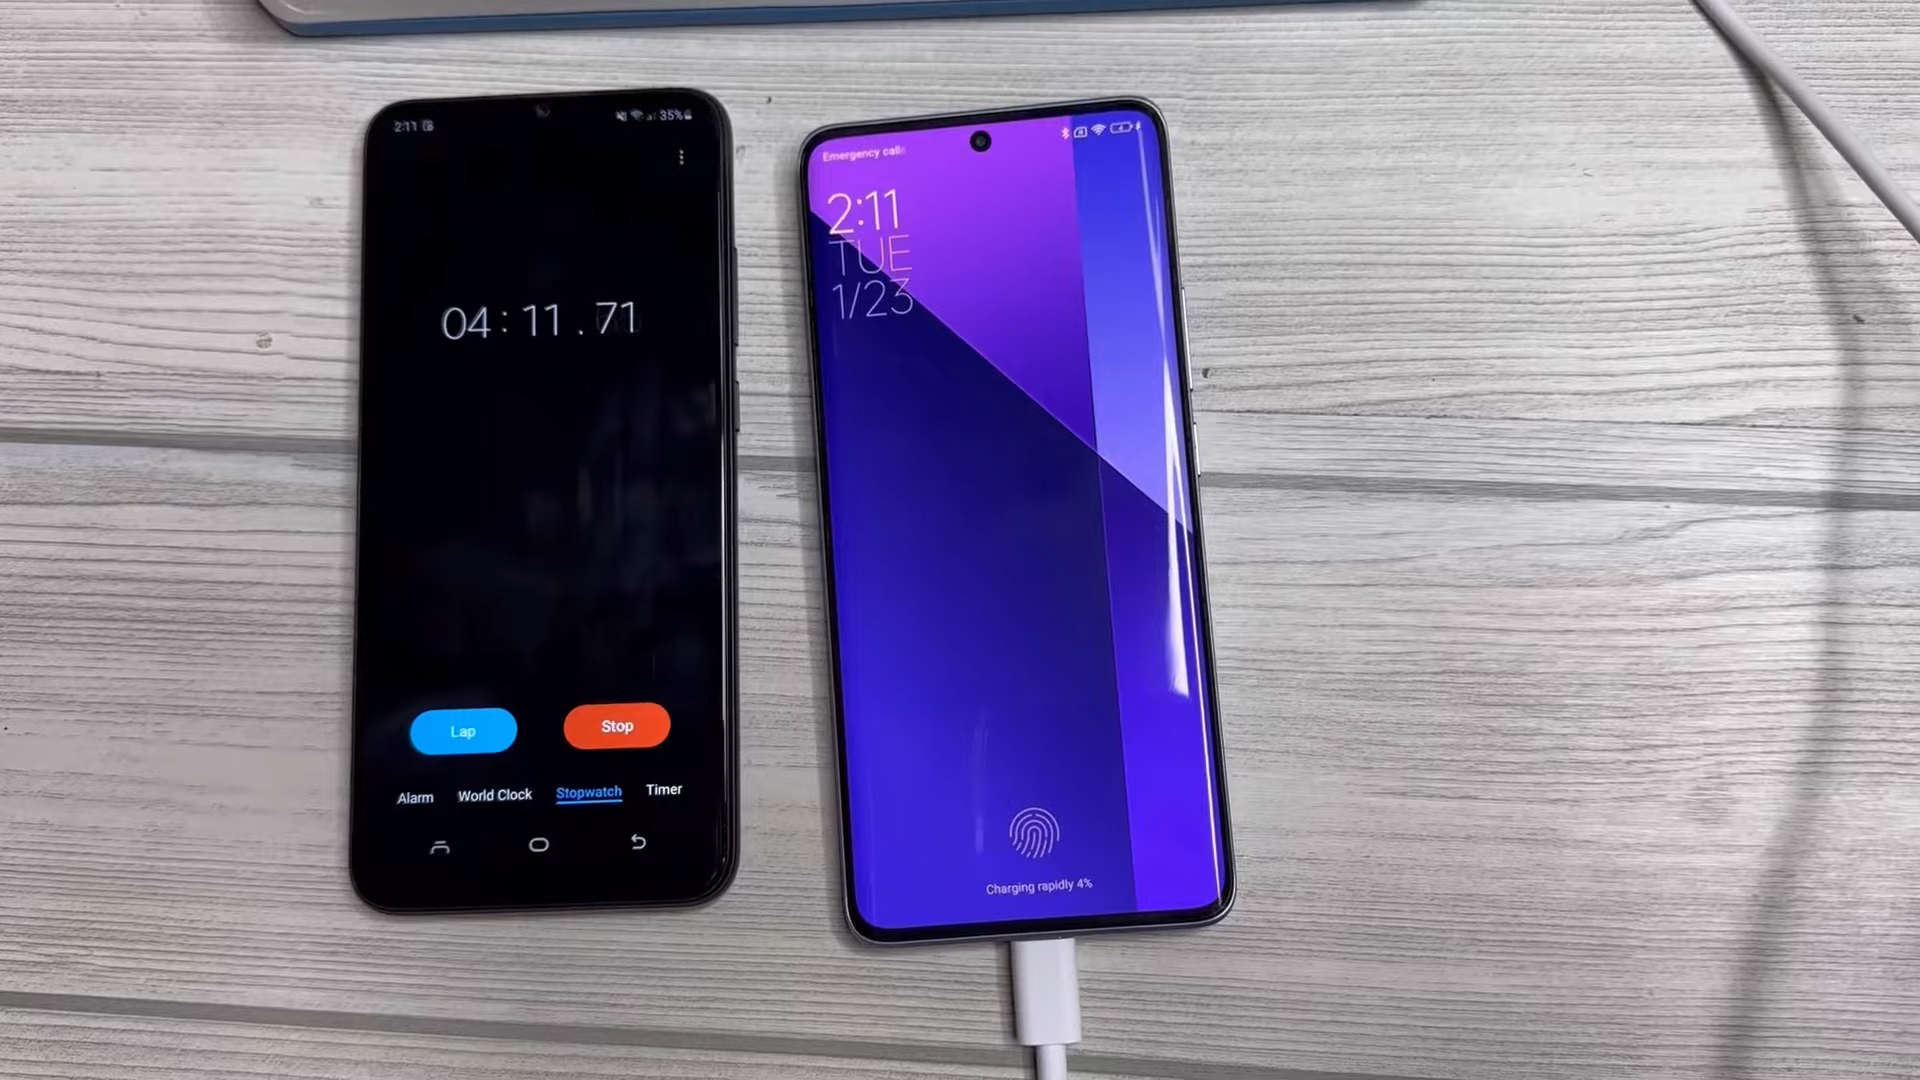 2:11
35%
04:11.71
Lap
Stop
Alarm World Clock Stopwatch Timer
Emergency calls
4
2:11
TUE
1/23
Charging rapidly 4%